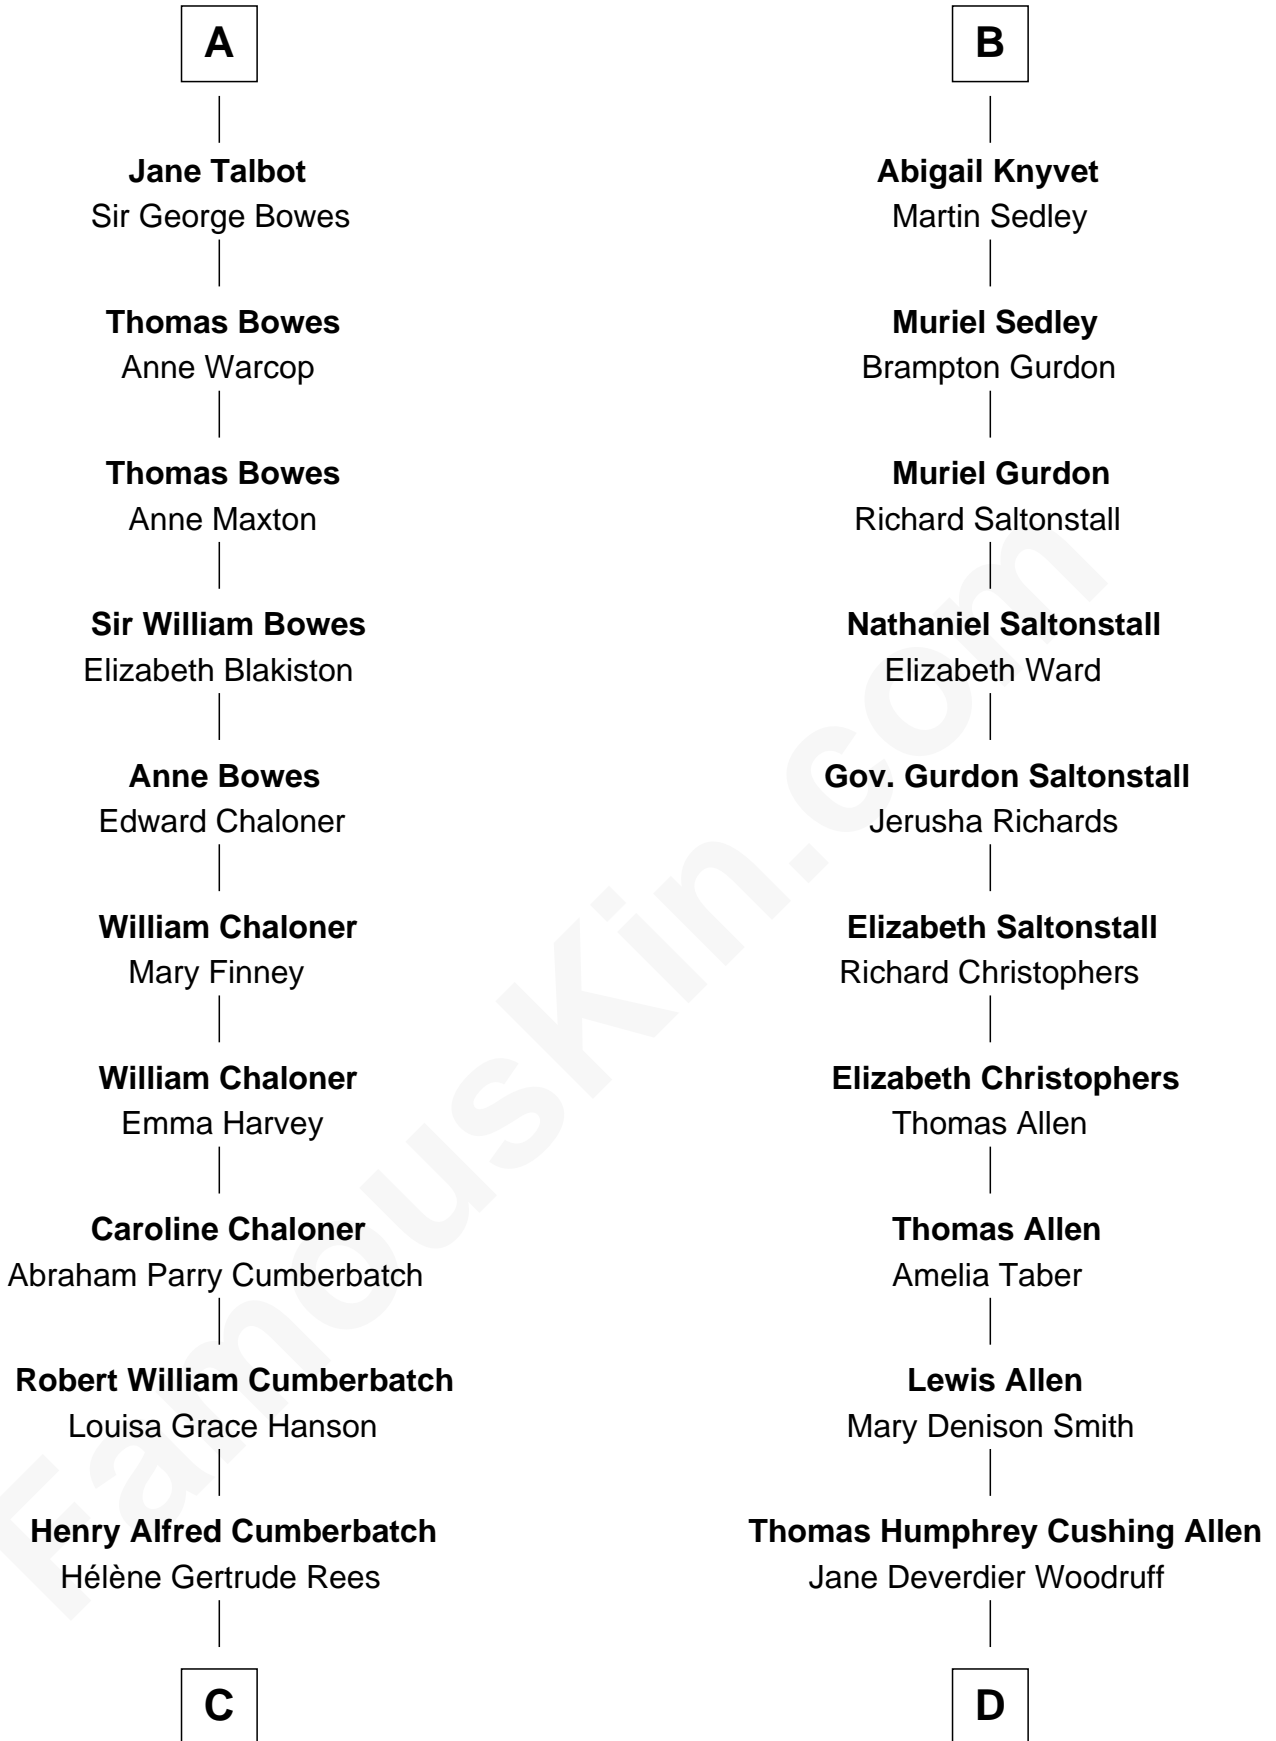 A
Jane Talbot
Sir George Bowes
Thomas Bowes
Anne Warcop
Thomas Bowes
Anne Maxton
Sir William Bowes
Elizabeth Blakiston
Anne Bowes
Edward Chaloner
William Chaloner
Mary Finney
William Chaloner
Emma Harvey
Caroline Chaloner
Abraham Parry Cumberbatch
Robert William Cumberbatch
Louisa Grace Hanson
Henry Alfred Cumberbatch
Hélène Gertrude Rees
C
B
Abigail Knyvet
Martin Sedley
Muriel Sedley
Brampton Gurdon
Muriel Gurdon
Richard Saltonstall
Nathaniel Saltonstall
Elizabeth Ward
Gov. Gurdon Saltonstall
Jerusha Richards
Elizabeth Saltonstall
Richard Christophers
Elizabeth Christophers
Thomas Allen
Thomas Allen
Amelia Taber
Lewis Allen
Mary Denison Smith
Thomas Humphrey Cushing Allen
Jane Deverdier Woodruff
D
FamousKin.com